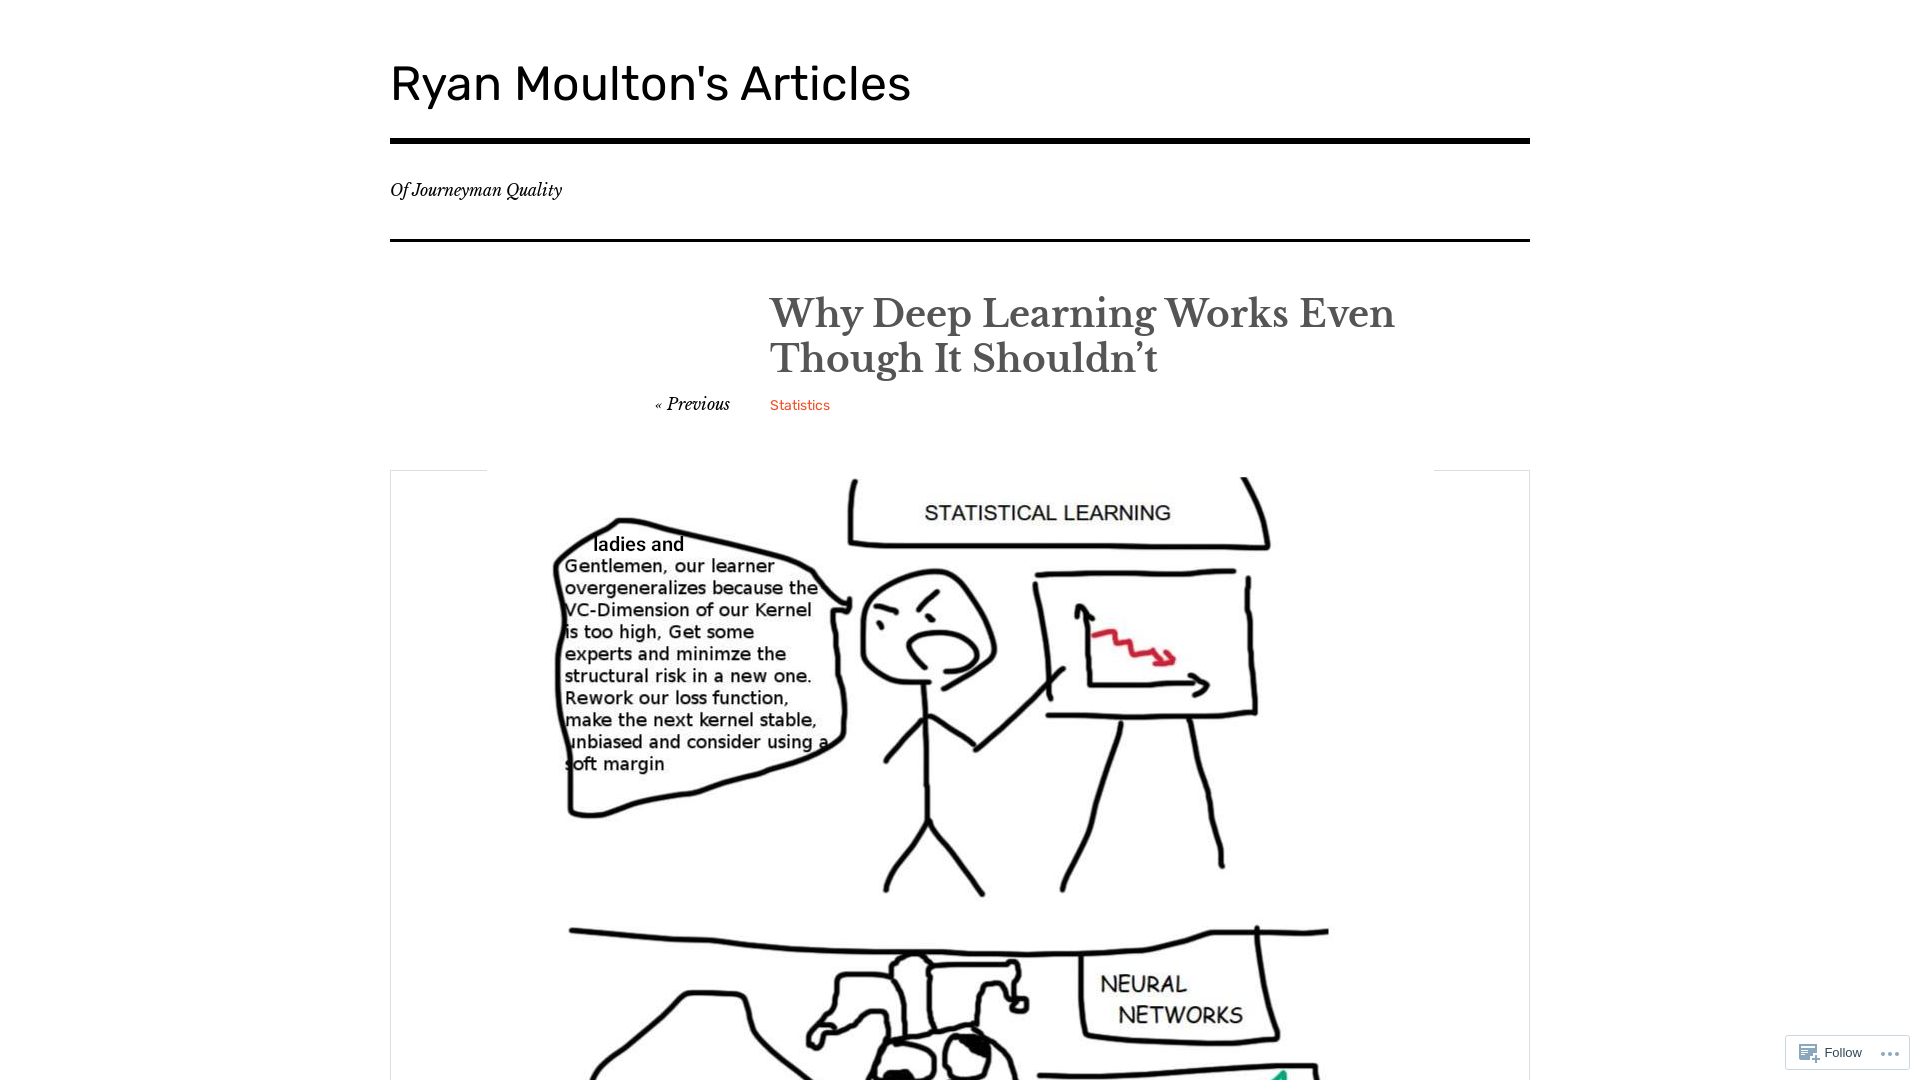 Ryan Moulton's Articles
Of Journeyman Quality
Why Deep Learning Works Even
Though It Shouldn’t
« Previous
Statistics
STATISTICAL LEARNING
ladies and
Gentlemen, our learner
overgeneralizes because the
VC-Dimension of our Kernel
is too high, Get some
experts and minimze the
structural risk in a new one.
Rework our loss function,
make the next kernel stable,
unbiased and consider using a
soft margin
NEURAL
NETWORKS
Follow